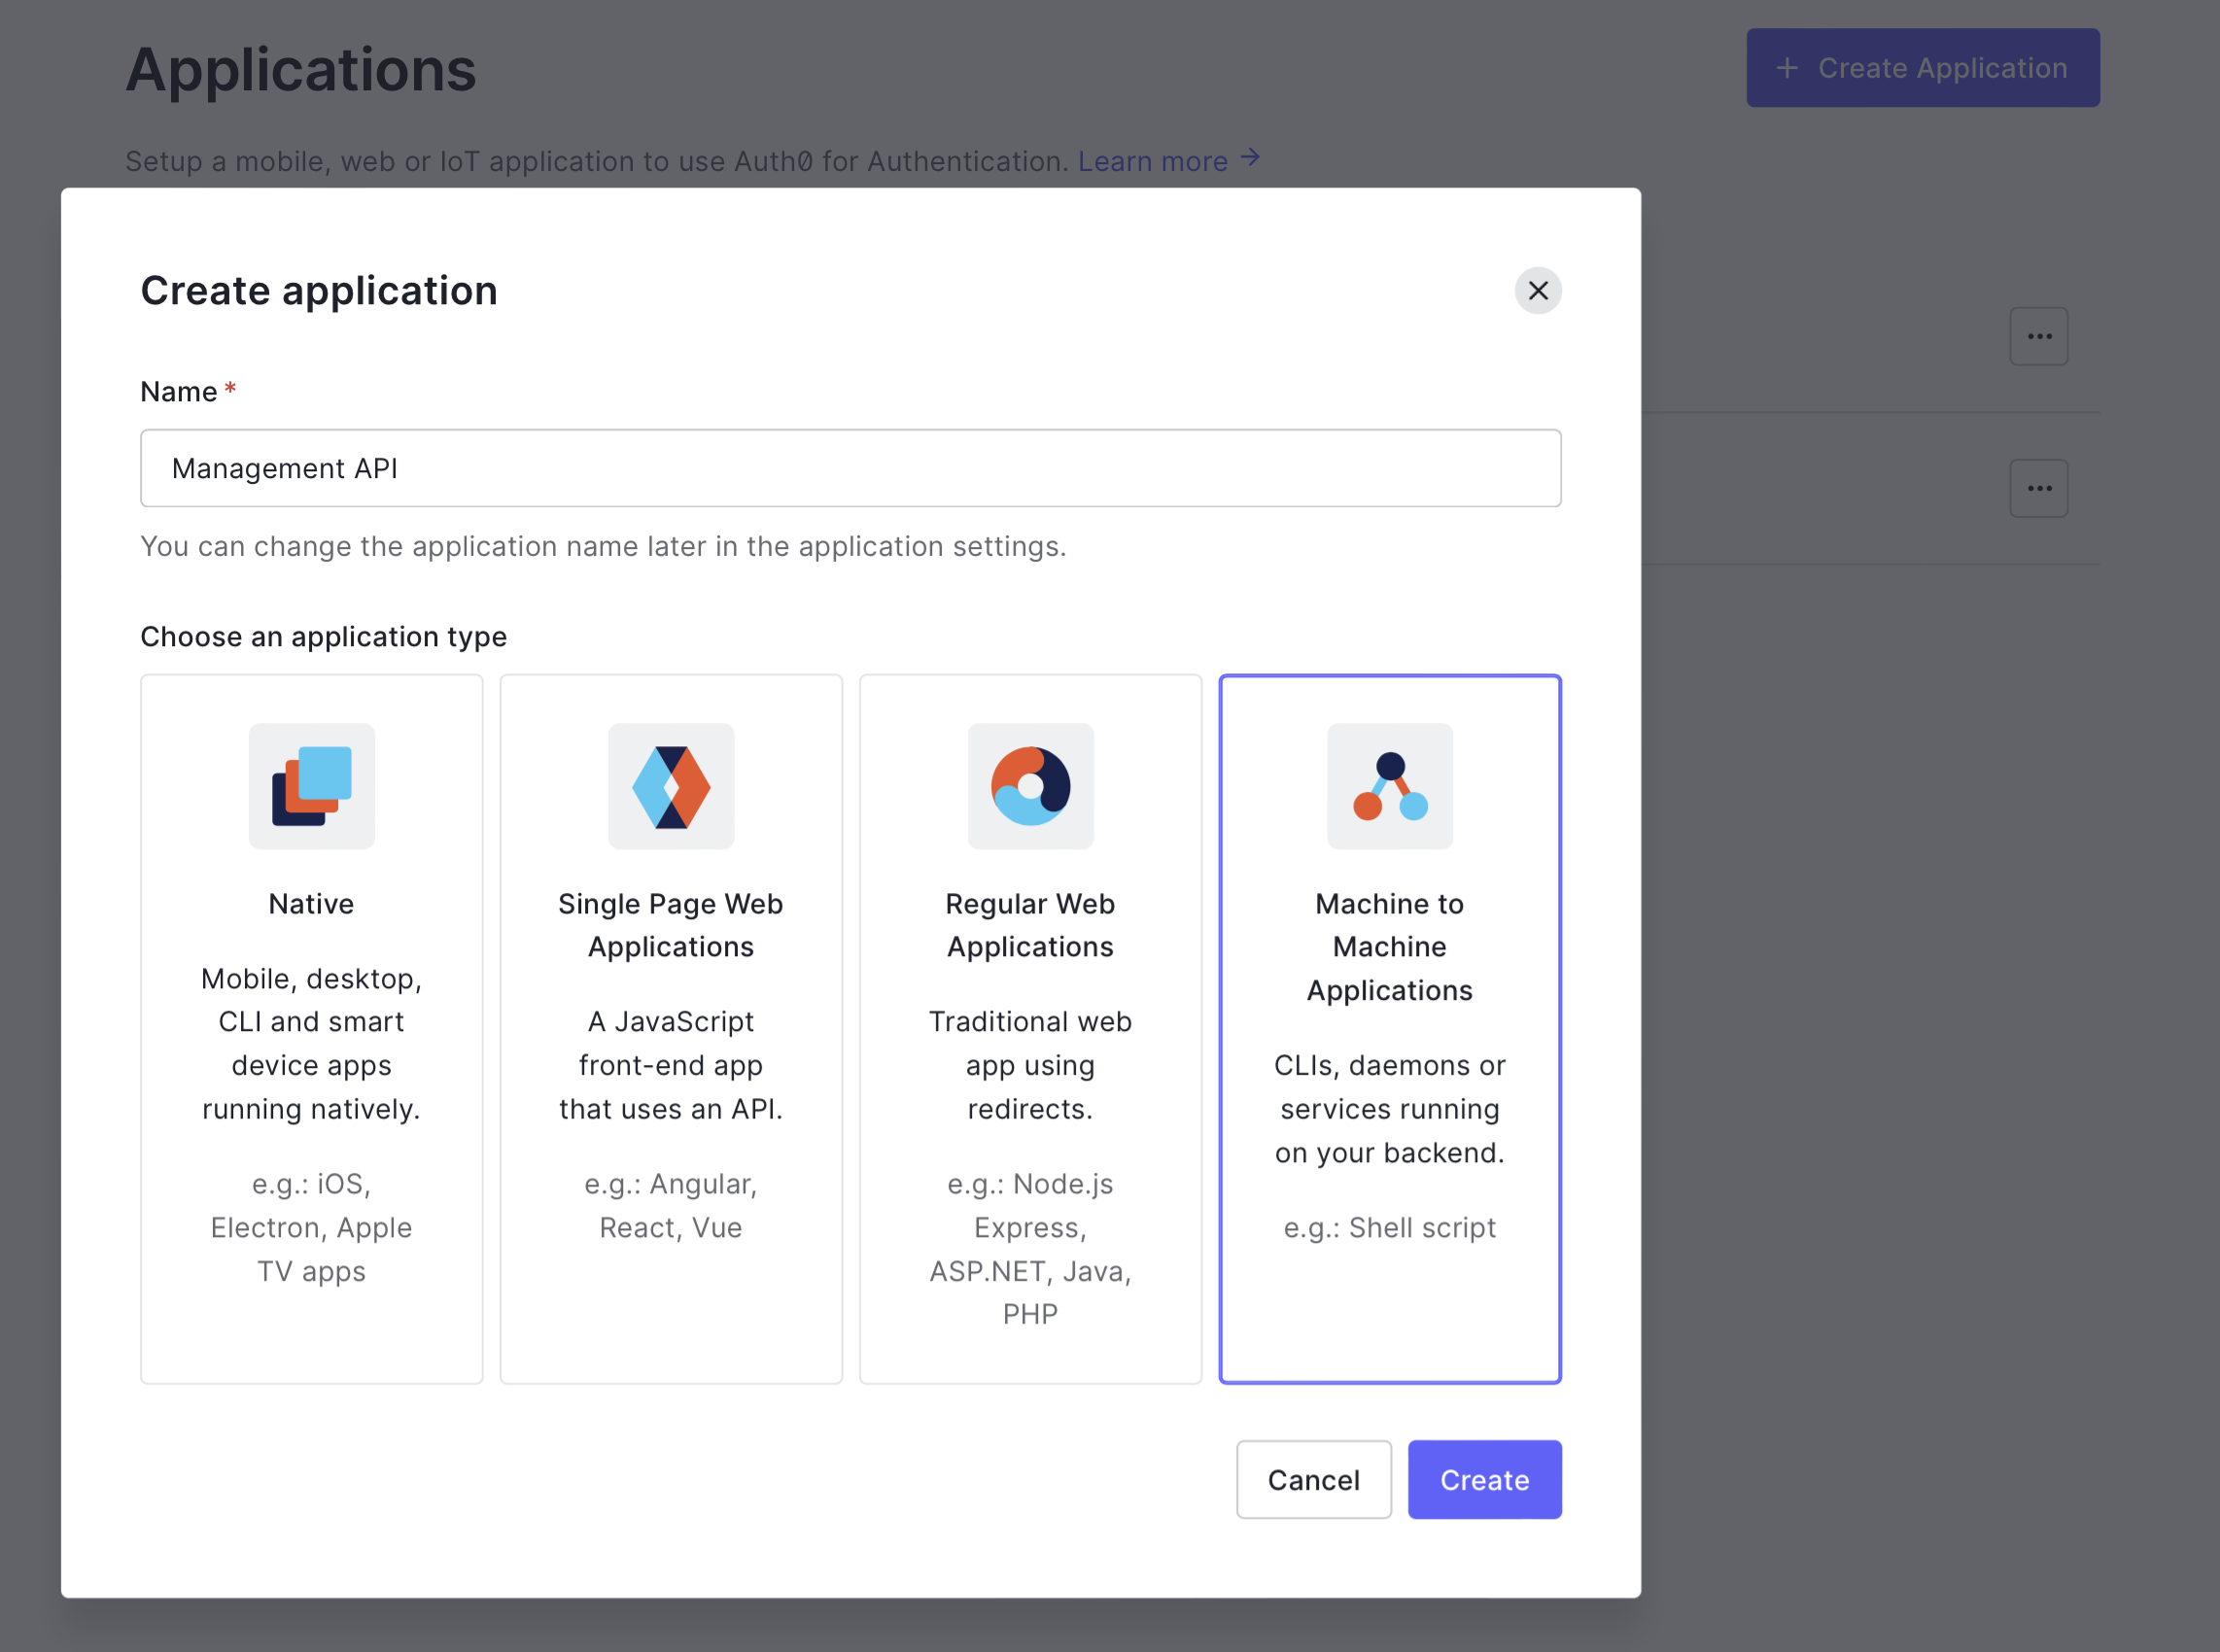 Applications
+ Create Application
Setup a mobile, web or IoT application to use Auth0 for Authentication. Learn more →
Create application
Name *
Management API
You can change the application name later in the application settings.
Choose an application type
Native
Mobile, desktop,
CLI and smart
device apps
running natively.
e.g.: iOS,
Electron, Apple
TV apps
Single Page Web
Applications
A JavaScript
front-end app
that uses an API.
e.g.: Angular,
React, Vue
Regular Web
Applications
Traditional web
app using
redirects.
e.g.: Node.js
Express,
ASP.NET, Java,
PHP
Machine to
Machine
Applications
CLIs, daemons or
services running
on your backend.
e.g.: Shell script
Cancel
Create